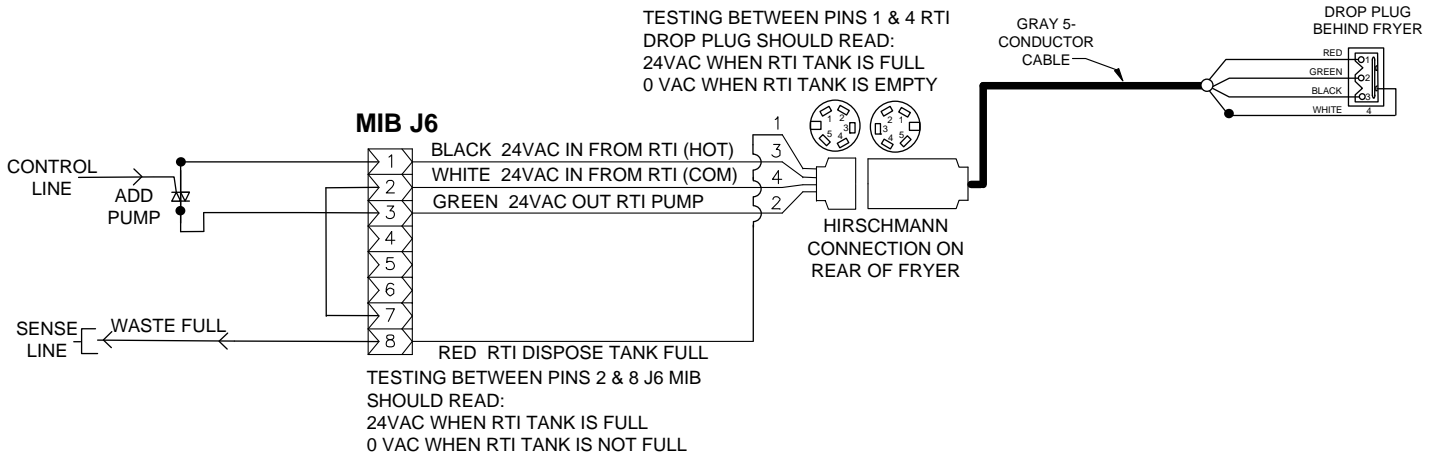 TESTING BETWEEN PINS 1 & 4 RTI
DROP PLUG SHOULD READ:
24VAC WHEN RTI TANK IS FULL
0 VAC WHEN RTI TANK IS EMPTY
GRAY 5-
CONDUCTOR
CABLE
DROP PLUG
BEHIND FRYER
RED
1
GREEN
2
BLACK
3
WHITE
4
MIB J6
CONTROL
LINE
ADD
PUMP
1
BLACK 24VAC IN FROM RTI (HOT)
2
WHITE 24VAC IN FROM RTI (COM)
3
GREEN 24VAC OUT RTI PUMP
4
5
6
7
8
1
3
4
2
1 2
3
5 4
2 1
3
4 5
HIRSCHMANN
CONNECTION ON
REAR OF FRYER
SENSE
LINE
WASTE FULL
RED RTI DISPOSE TANK FULL
TESTING BETWEEN PINS 2 & 8 J6 MIB
SHOULD READ:
24VAC WHEN RTI TANK IS FULL
0 VAC WHEN RTI TANK IS NOT FULL